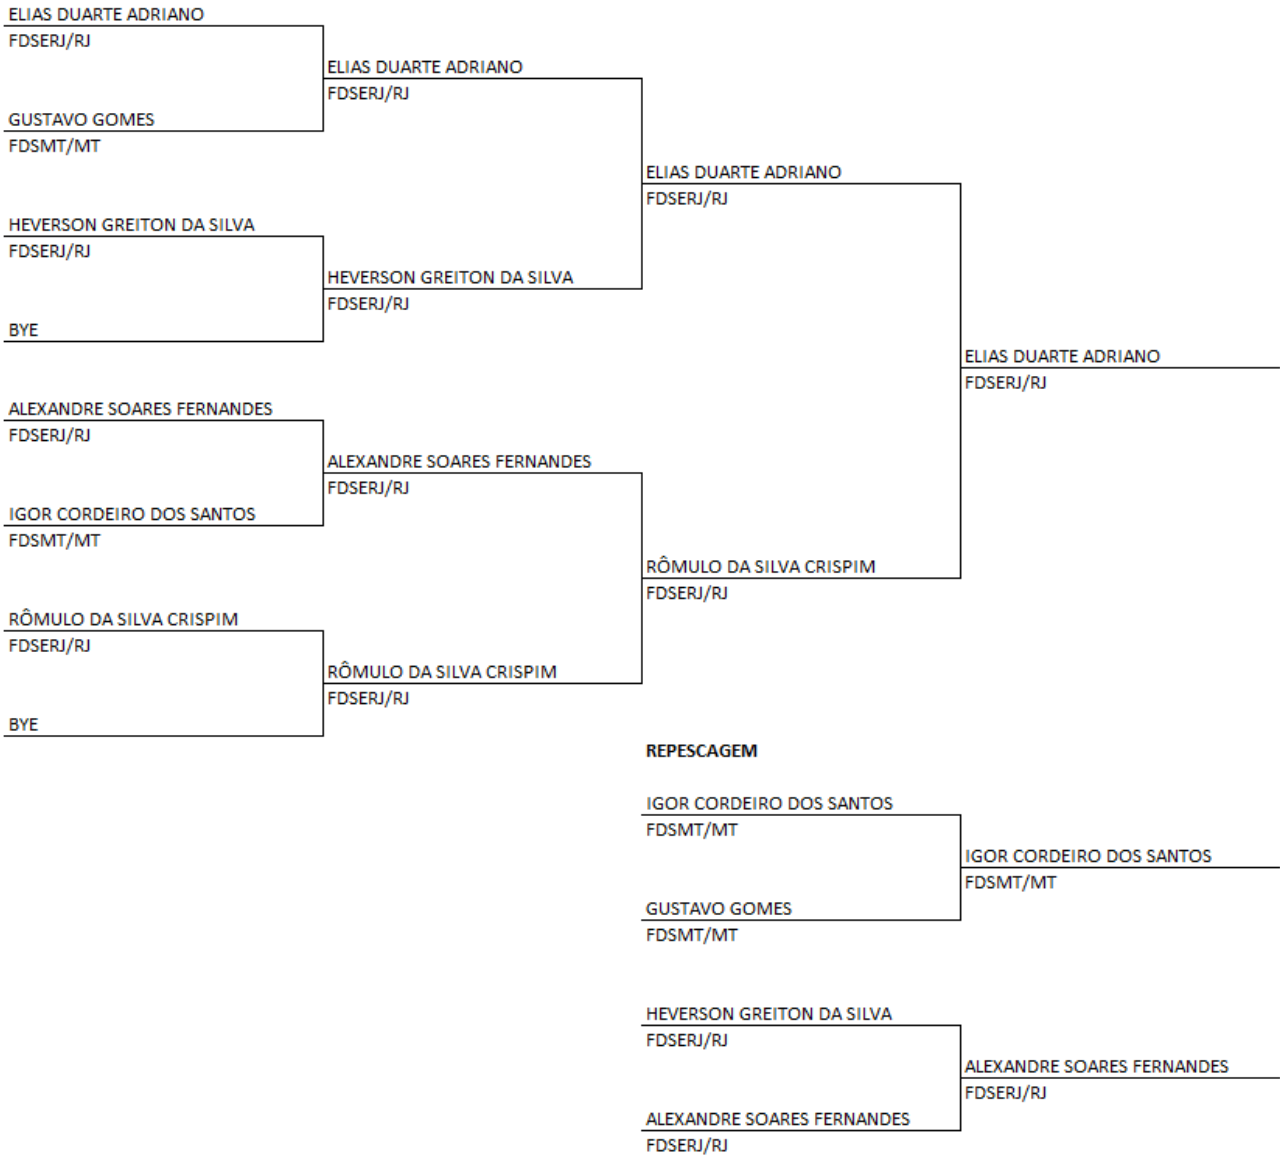 ELIAS DUARTE ADRIANO
FDSERJ/RJ
GUSTAVO GOMES
FDSMT/MT
HEVERSON GREITON DA SILVA
FDSERJ/RJ
BYE
ALEXANDRE SOARES FERNANDES
FDSERJ/RJ
IGOR CORDEIRO DOS SANTOS
FDSMT/MT
RÔMULO DA SILVA CRISPIM
FDSERJ/RJ
BYE
ELIAS DUARTE ADRIANO
FDSERJ/RJ
HEVERSON GREITON DA SILVA
FDSERJ/RJ
ALEXANDRE SOARES FERNANDES
FDSERJ/RJ
RÔMULO DA SILVA CRISPIM
FDSERJ/RJ
ELIAS DUARTE ADRIANO
FDSERJ/RJ
RÔMULO DA SILVA CRISPIM
FDSERJ/RJ
ELIAS DUARTE ADRIANO
FDSERJ/RJ
REPESCAGEM
IGOR CORDEIRO DOS SANTOS
FDSMT/MT
GUSTAVO GOMES
FDSMT/MT
IGOR CORDEIRO DOS SANTOS
FDSMT/MT
HEVERSON GREITON DA SILVA
FDSERJ/RJ
ALEXANDRE SOARES FERNANDES
FDSERJ/RJ
ALEXANDRE SOARES FERNANDES
FDSERJ/RJ